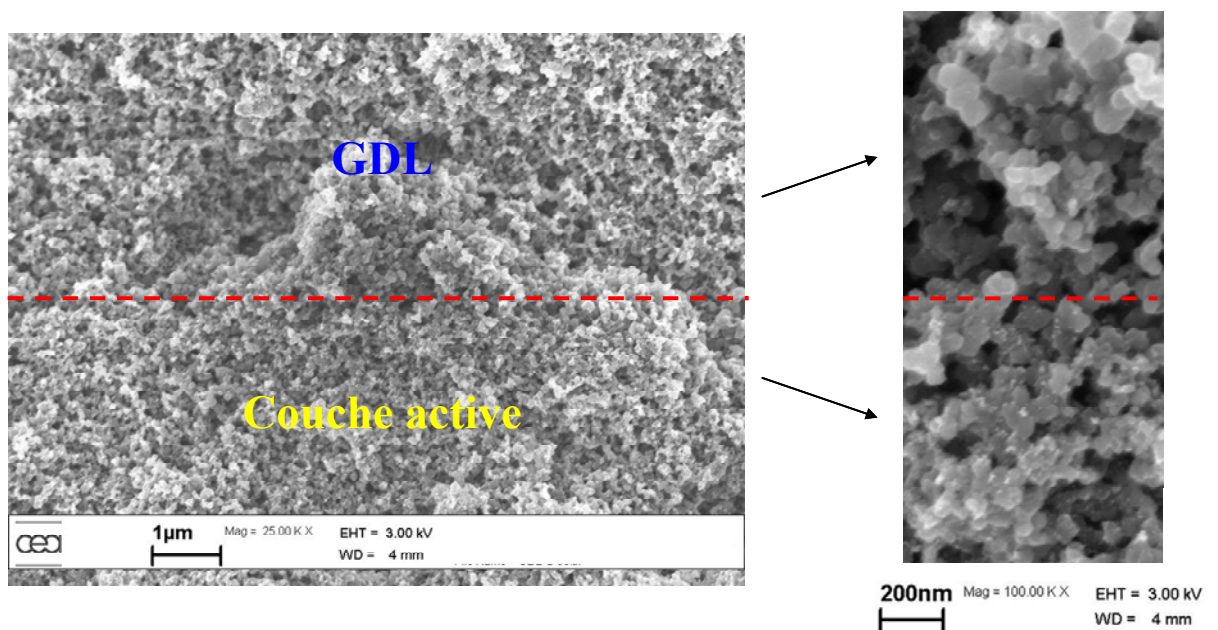 GDL
Couche active
cea
1µm Mag = 25.00 K X EHT = 3.00 kV
WD = 4 mm
200nm Mag = 100.00 K X EHT = 3.00 kV
WD = 4 mm